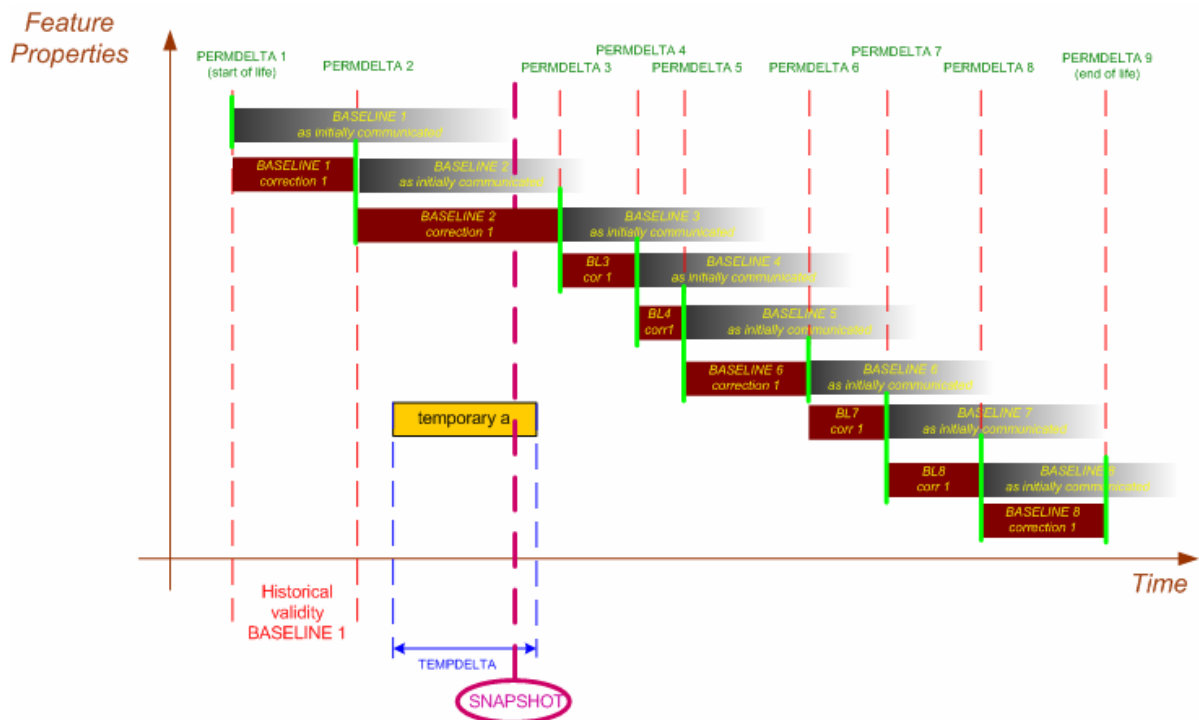 Feature
Properties
PERMDELTA 1
(start of life)
PERMDELTA 2
PERMDELTA 3
PERMDELTA 4
PERMDELTA 5
PERMDELTA 6
PERMDELTA 7
PERMDELTA 8
PERMDELTA 9
(end of life)
BASELINE 1
as initially communicated
BASELINE 1
correction 1
BASELINE 2
as initially communicated
BASELINE 2
correction 1
BASELINE 3
as initially communicated
BL3
cor 1
BASELINE 4
as initially communicated
BL4
corr1
BASELINE 5
as initially communicated
BASELINE 6
correction 1
BASELINE 6
as initially communicated
temporary a
BL7
corr 1
BASELINE 7
as initially communicated
BL8
corr 1
BASELINE 8
as initially communicated
BASELINE 8
correction 1
Time
Historical
validity
BASELINE 1
TEMPDELTA
SNAPSHOT